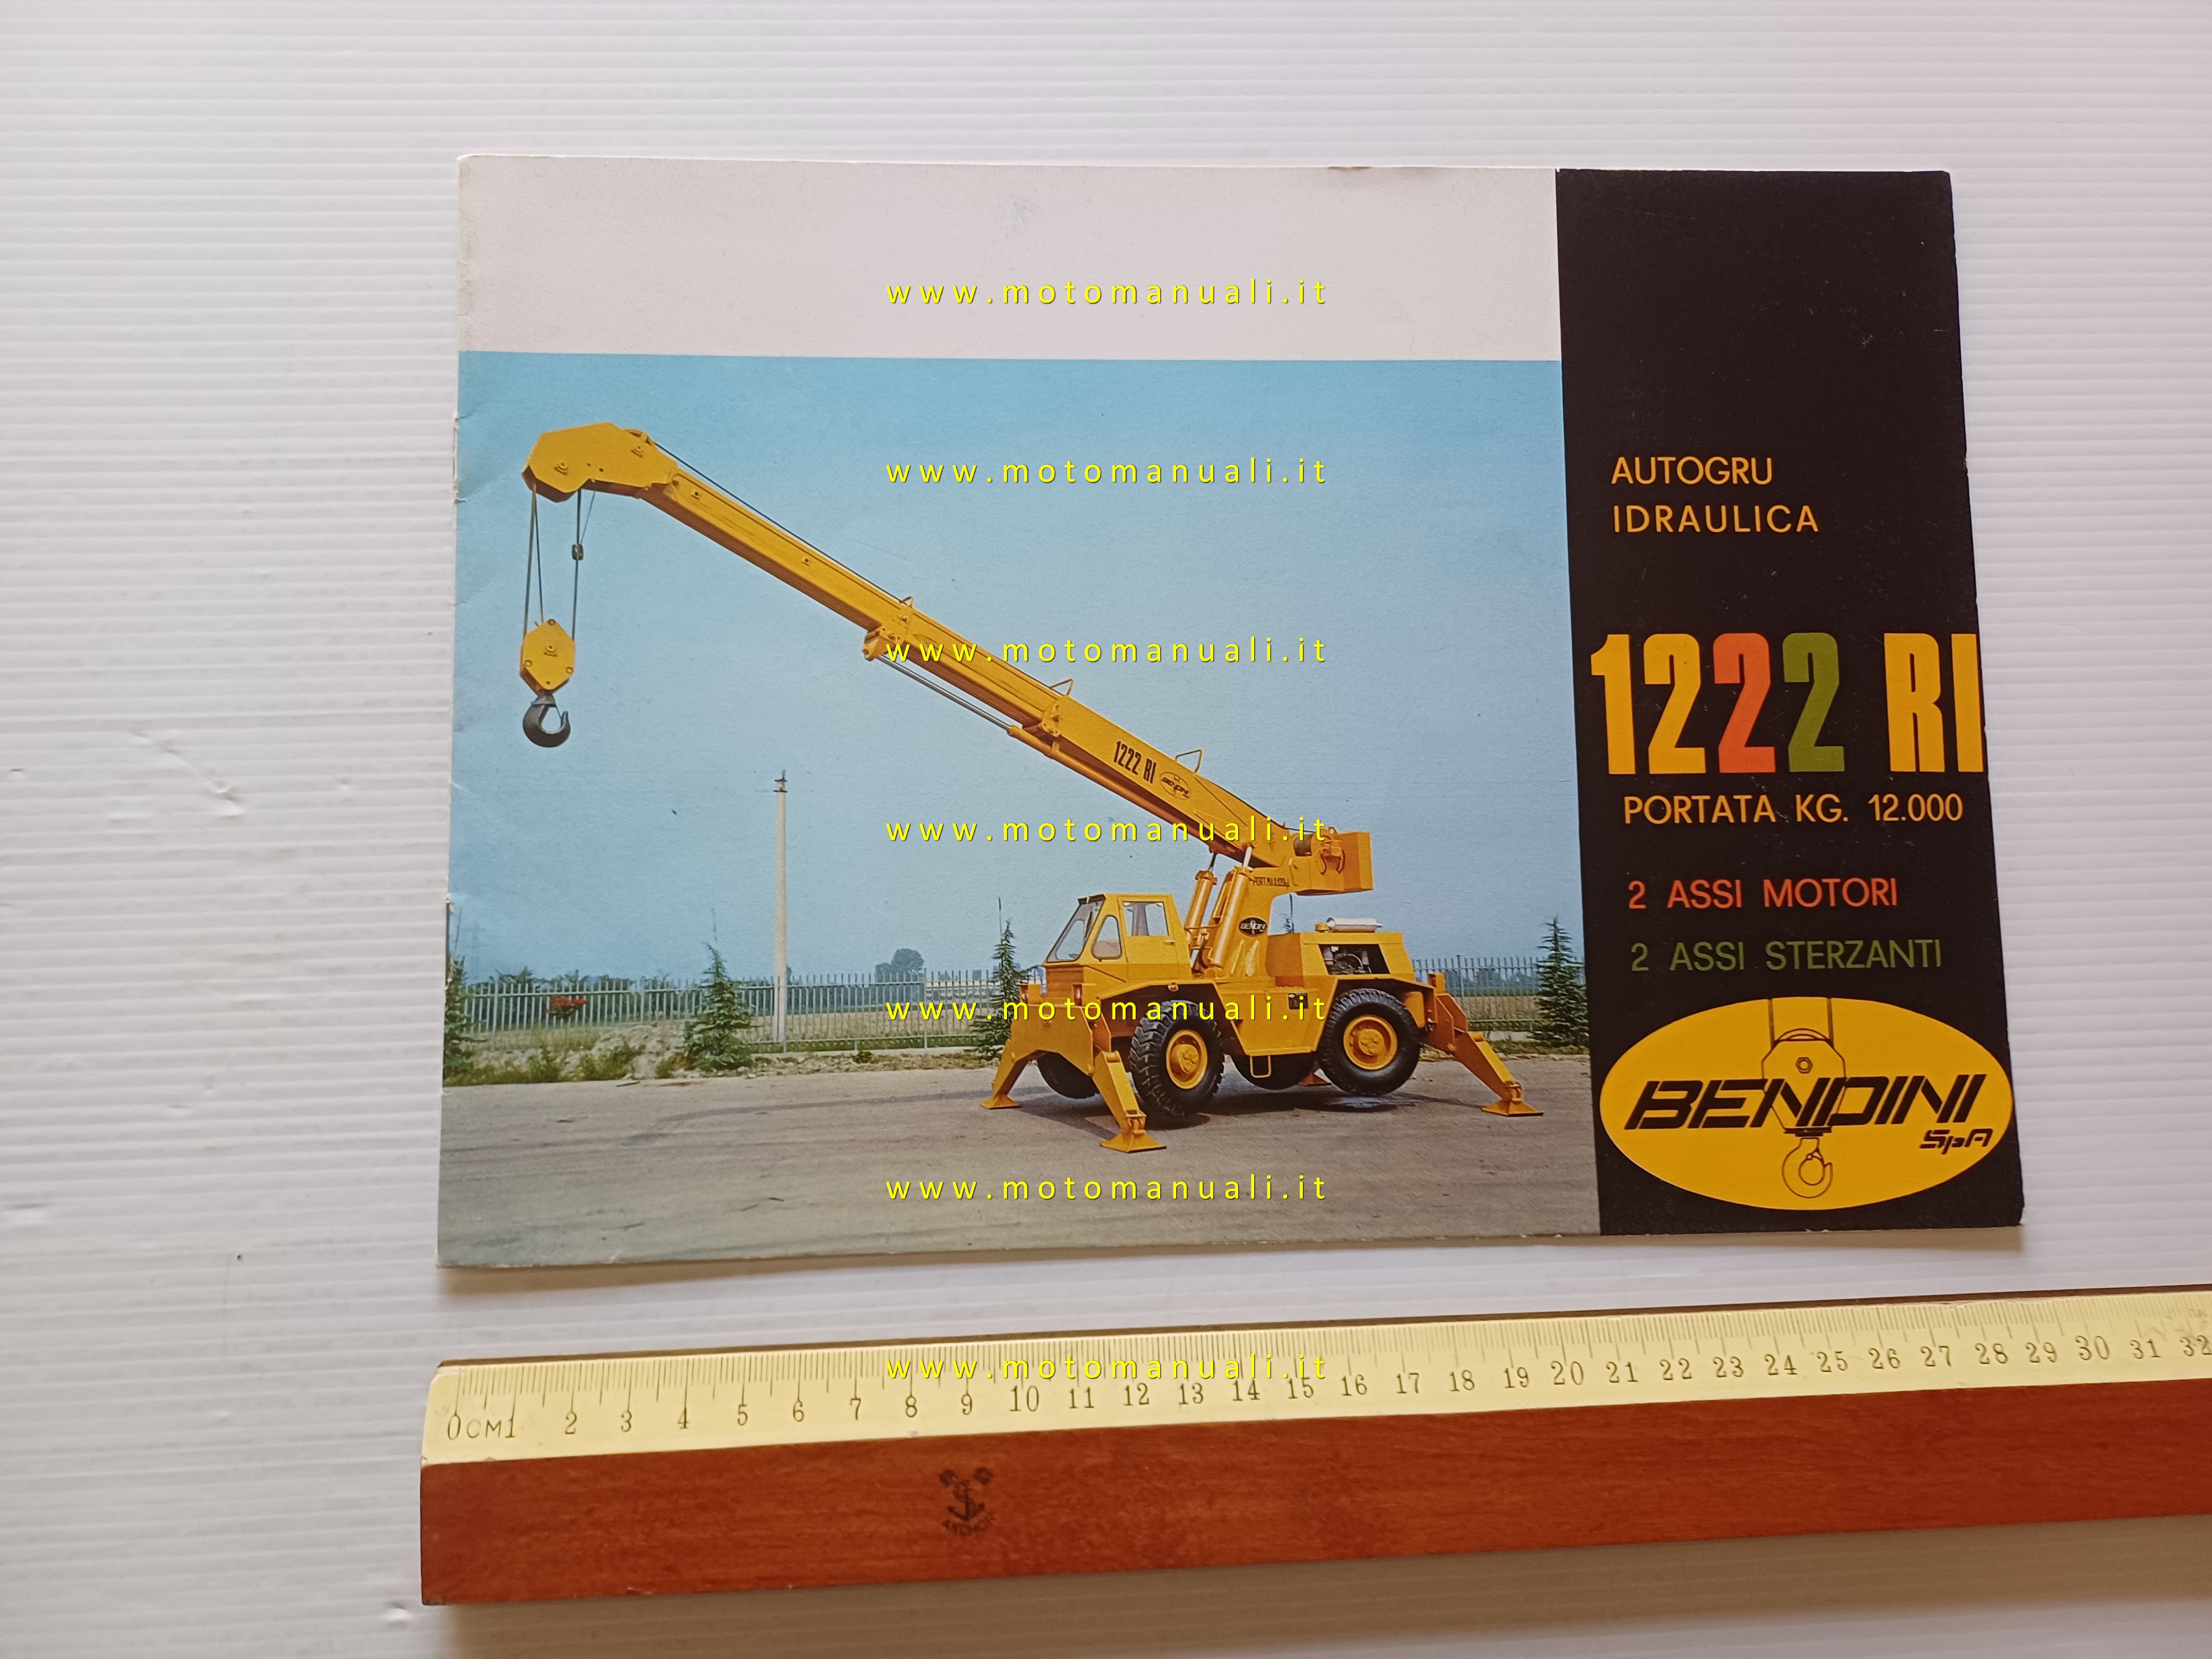 www.motomanuali.it
www.motomanuali.it
www.motomanuali.it
www.motomanuali.it
www.motomanuali.it
www.motomanuali.it
www.motomanuali.it
AUTOGRU
IDRAULICA
1222 RI
PORTATA KG. 12.000
2 ASSI MOTORI
2 ASSI STERZANTI
BENDINI
SpA
1222 RI
BENDINI
BENDINI
0 CM 1 2 3 4 5 6 7 8 9 10 11 12 13 14 15 16 17 18 19 20 21 22 23 24 25 26 27 28 29 30 31 32
ANCHOR